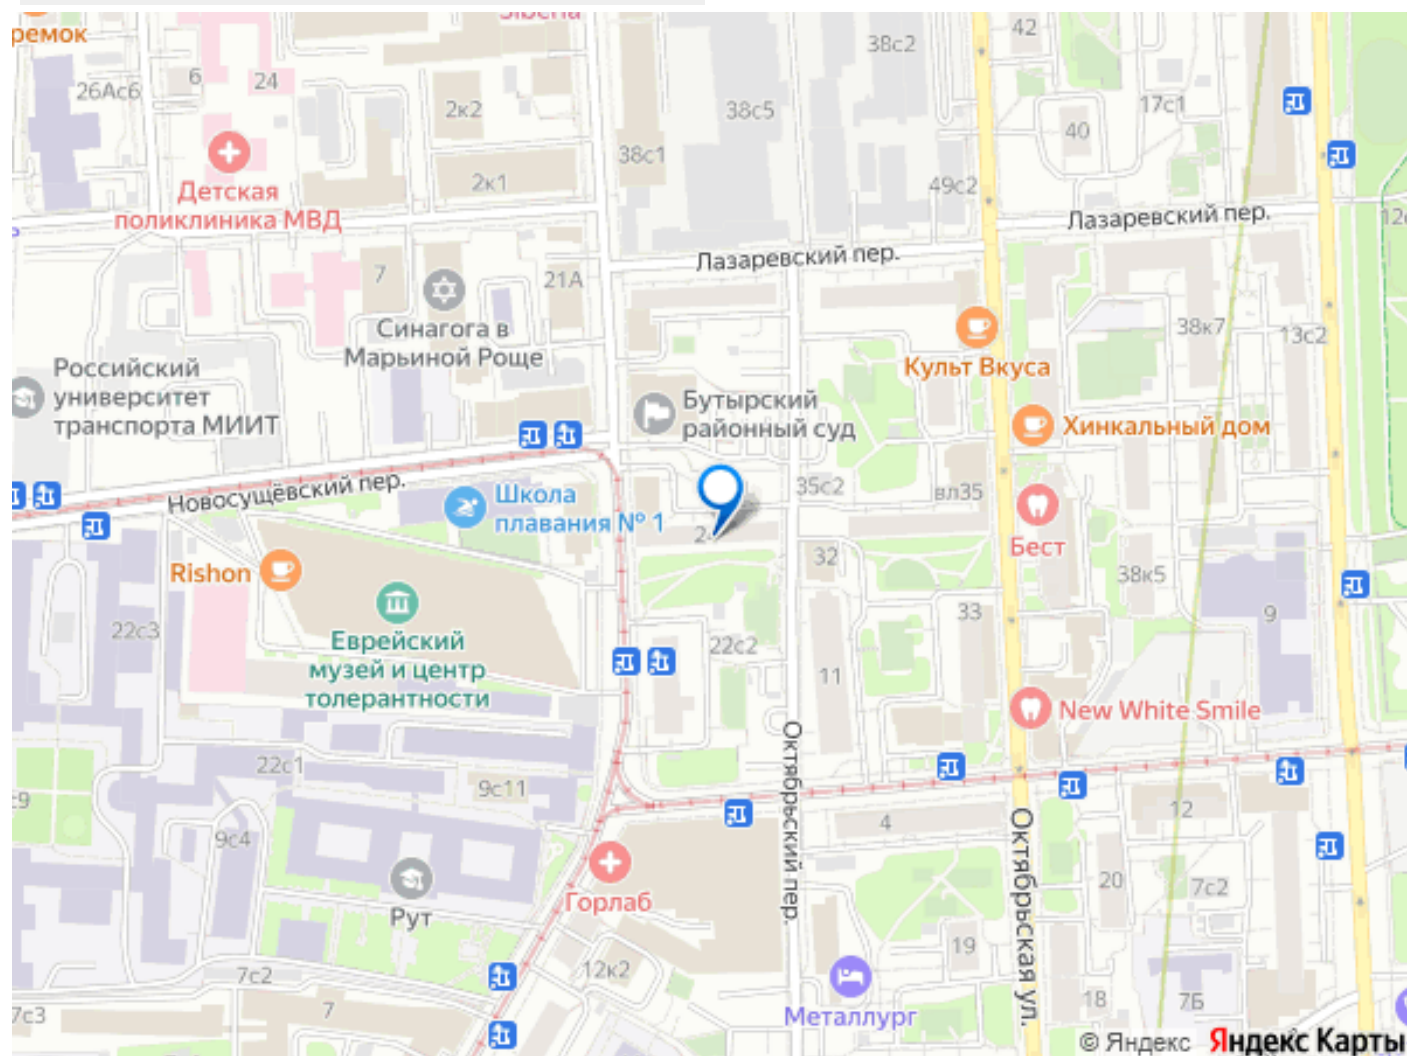 Siberia
ремок
42
38с2
6
24
26Ас6
2к2
38с5
17с1
40
38с1
Детская
поликлиника МВД
2к1
49с2
Лазаревский пер.
Лазаревский пер.
7
21А
Синагога в
Марьиной Роще
38к7
13с2
Культ Вкуса
Российский
университет
транспорта МИИТ
Бутырский
районный суд
Хинкальный дом
Новосущёвский пер.
Школа
плавания № 1
35с2
вл35
Бест
32
38к5
Rishon
33
9
22с3
Еврейский
музей и центр
толерантности
22с2
11
New White Smile
Октябрьский пер.
22с1
9с11
12
4
9с4
Октябрьская ул.
20
7с2
Горлаб
Рут
19
12к2
7с2
7
Металлург
18
7Б
7с3
© Яндекс Яндекс Карты